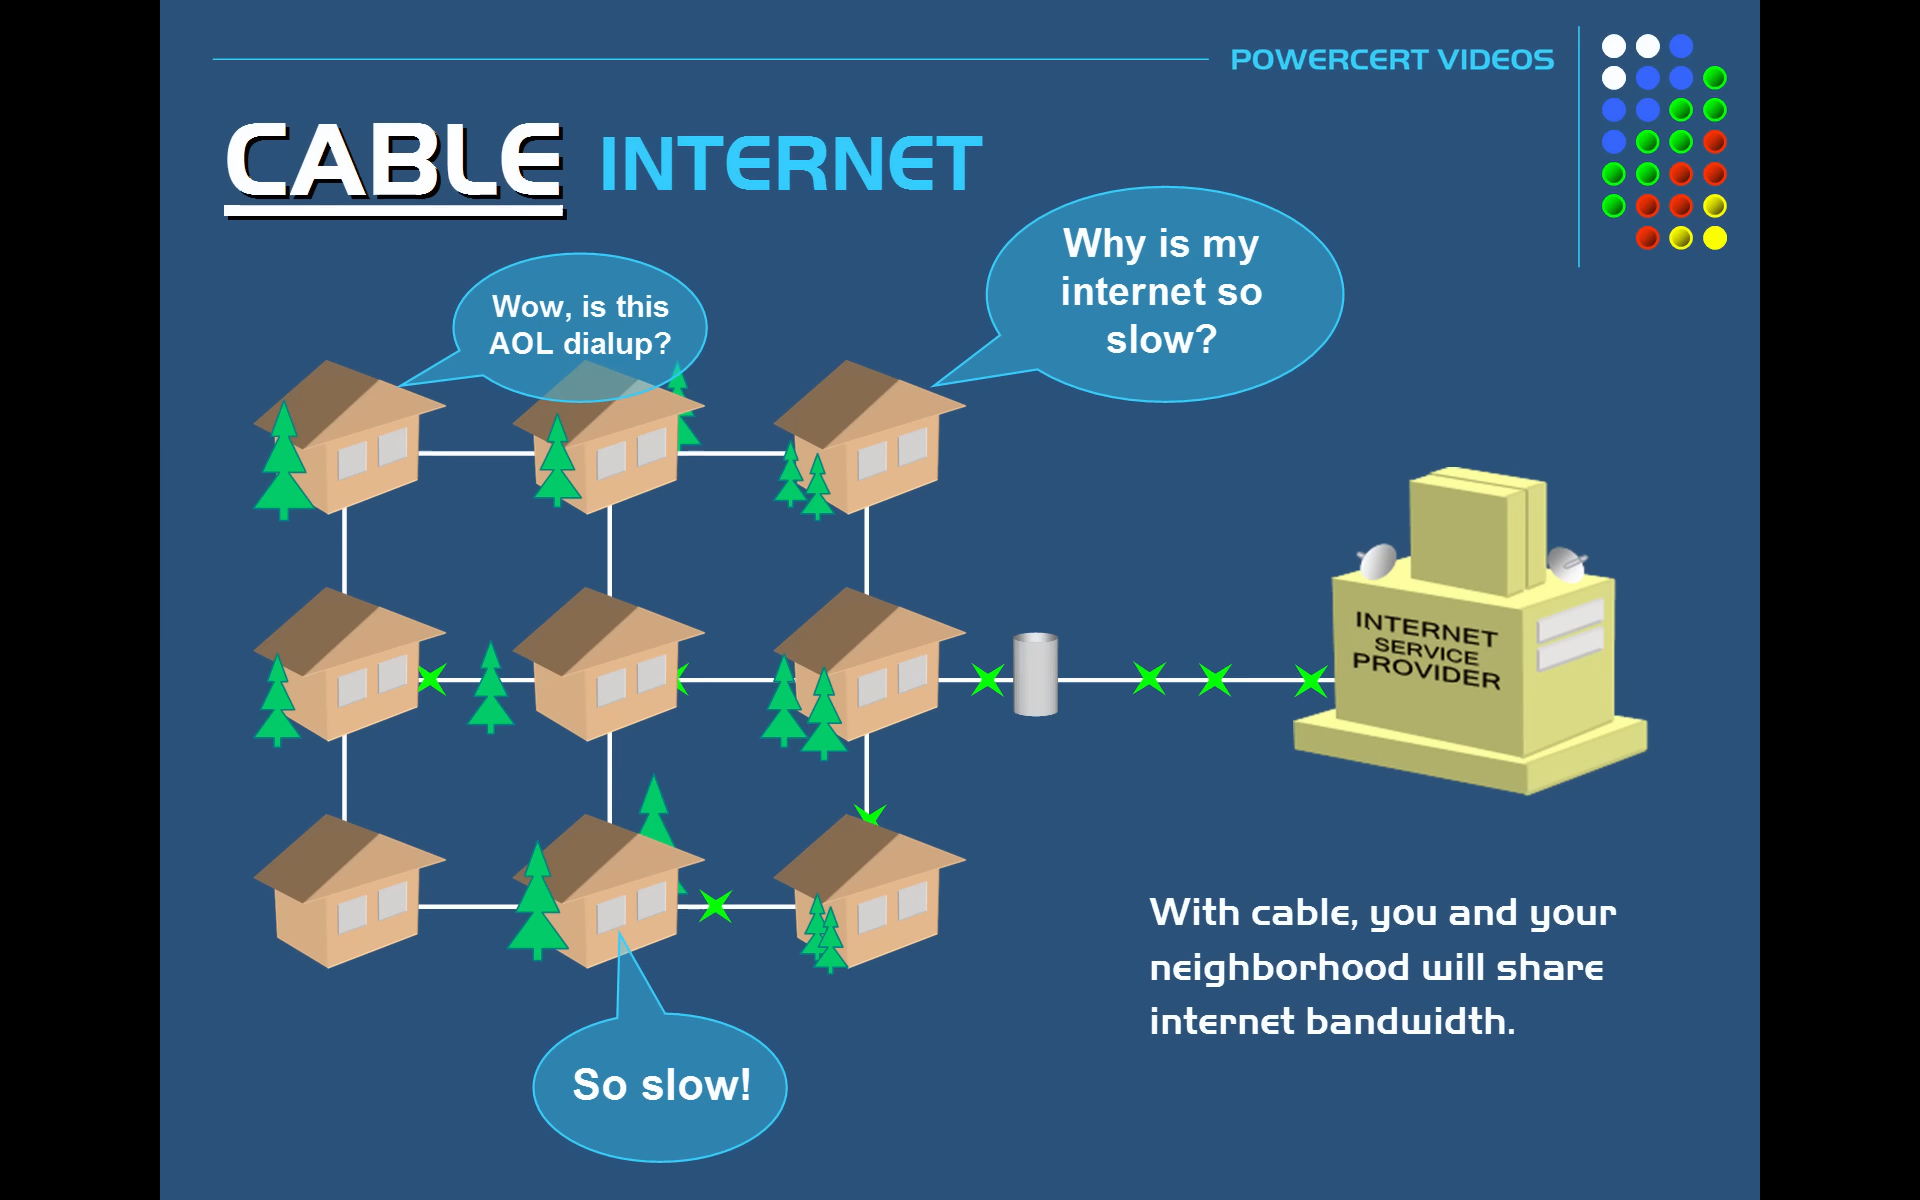 POWERCERT VIDEOS
CABLE INTERNET
Why is my
internet so
slow?
Wow, is this
AOL dialup?
INTERNET
SERVICE
PROVIDER
With cable, you and your
neighborhood will share
internet bandwidth.
So slow!